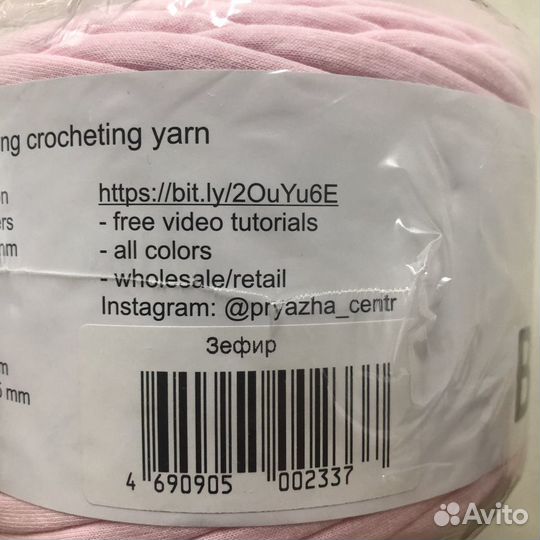 ng crocheting yarn
https://bit.ly/2OuYu6E
- free video tutorials
- all colors
- wholesale/retail
Instagram: @pryazha_centr
mm
5 mm
Зефир
4 690905 002337
Avito